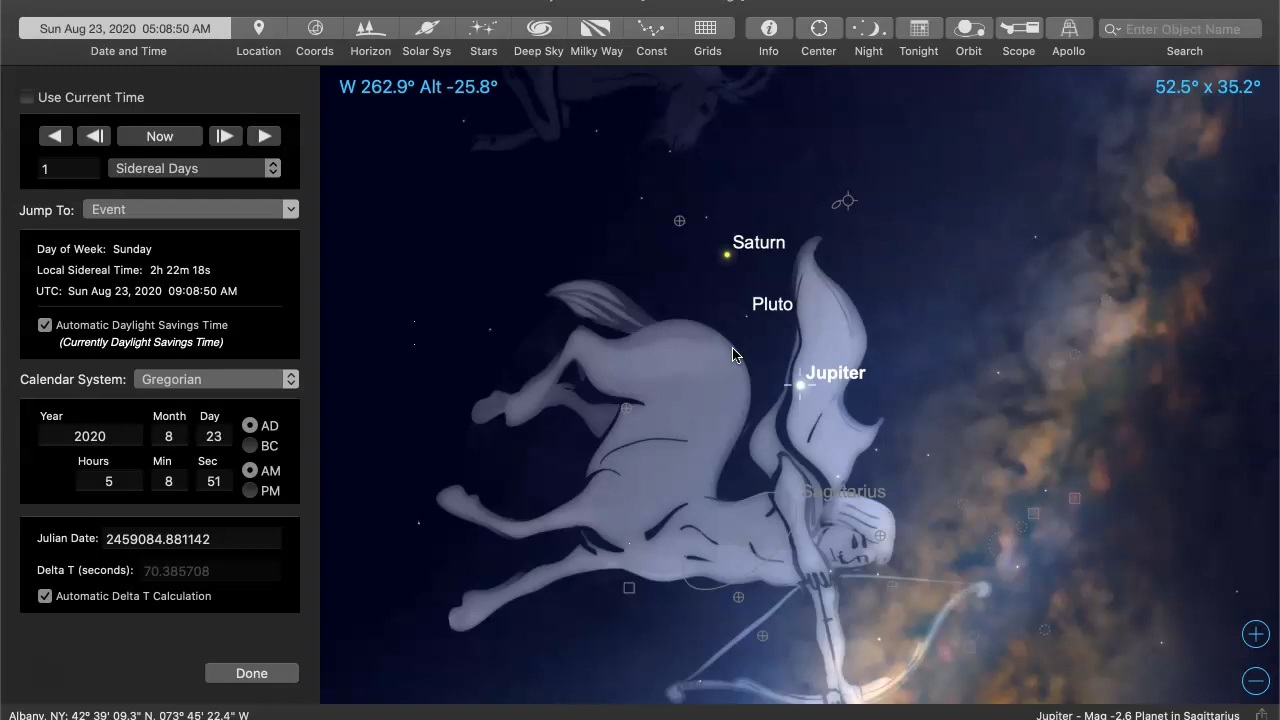 Sun Aug 23, 2020 05:08:50 AM
Enter Object Name
Date and Time
Location
Coords
Horizon
Solar Sys
Stars
Deep Sky
Milky Way
Const
Grids
Info
Center
Night
Tonight
Orbit
Scope
Apollo
Search
Use Current Time
Now
1
Sidereal Days
Jump To: Event
Day of Week: Sunday
Local Sidereal Time: 2h 22m 18s
UTC: Sun Aug 23, 2020 09:08:50 AM
Automatic Daylight Savings Time
(Currently Daylight Savings Time)
Calendar System: Gregorian
Year Month Day
2020 8 23
AD
BC
Hours Min Sec
5 8 51
AM
PM
Julian Date: 2459084.881142
Delta T (seconds): 70.385708
Automatic Delta T Calculation
Done
W 262.9° Alt -25.8°
52.5° x 35.2°
Saturn
Pluto
Jupiter
Sagittarius
Albany, NY: 42° 39' 09.3" N, 073° 45' 22.4" W
Jupiter - Mag -2.6 Planet in Sagittarius